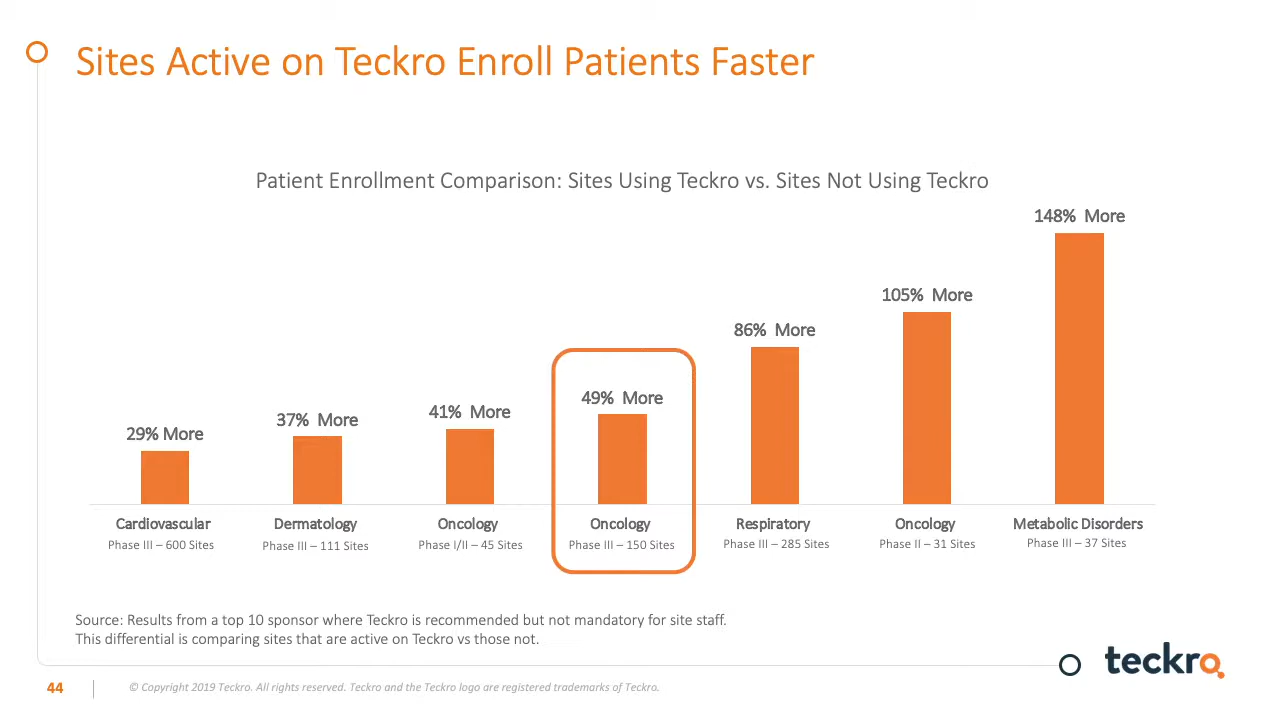 Sites Active on Teckro Enroll Patients Faster
Patient Enrollment Comparison: Sites Using Teckro vs. Sites Not Using Teckro
29% More
37% More
41% More
49% More
86% More
105% More
148% More
Cardiovascular
Phase III – 600 Sites
Dermatology
Phase III – 111 Sites
Oncology
Phase I/II – 45 Sites
Oncology
Phase III – 150 Sites
Respiratory
Phase III – 285 Sites
Oncology
Phase II – 31 Sites
Metabolic Disorders
Phase III – 37 Sites
Source: Results from a top 10 sponsor where Teckro is recommended but not mandatory for site staff.
This differential is comparing sites that are active on Teckro vs those not.
teckro
44
© Copyright 2019 Teckro. All rights reserved. Teckro and the Teckro logo are registered trademarks of Teckro.